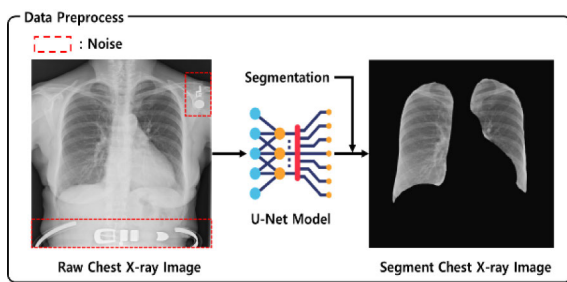 Data Preprocess
: Noise
Segmentation
U-Net Model
Raw Chest X-ray Image
Segment Chest X-ray Image